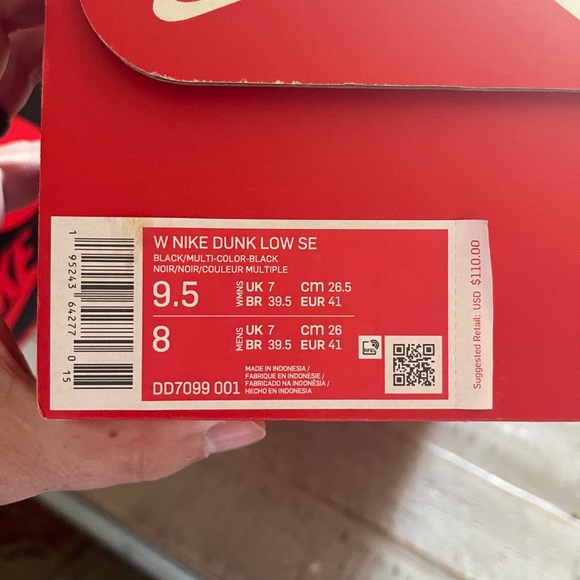 W NIKE DUNK LOW SE
BLACK/MULTI-COLOR-BLACK
NOIR/NOIR/COULEUR MULTIPLE
9.5 WMNS UK 7 CM 26.5
BR 39.5 EUR 41
8 MENS UK 7 CM 26
BR 39.5 EUR 41
MADE IN INDONESIA /
FABRIQUE EN INDONESIE /
FABRICADO NA INDONÉSIA /
HECHO EN INDONESIA
DD7099 001
1 95243 64277 0 15
Suggested Retail: USD $110.00